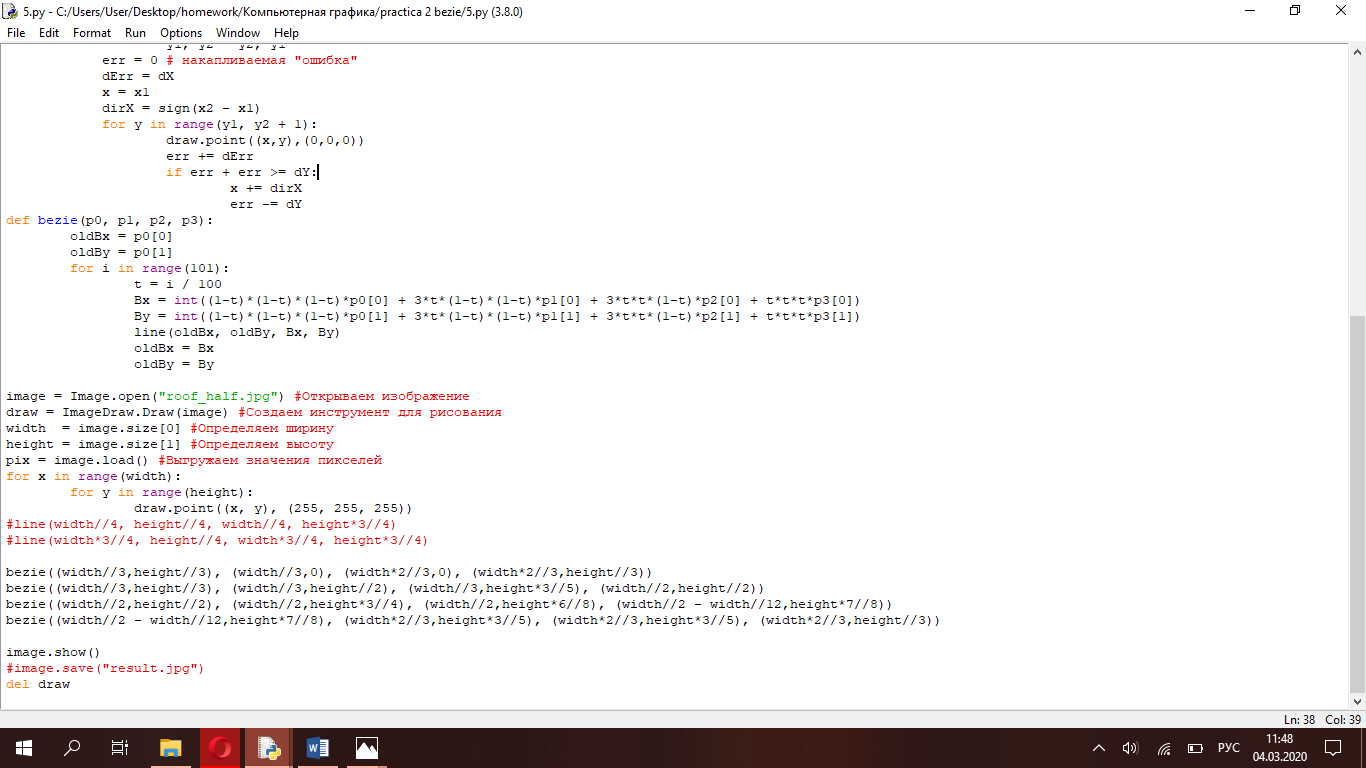 5.py - C:/Users/User/Desktop/homework/Компьютерная графика/practica 2 bezie/5.py (3.8.0)
File Edit Format Run Options Window Help
y1, y2 = y2, y1
err = 0 # накапливаемая "ошибка"
dErr = dX
x = x1
dirX = sign(x2 - x1)
for y in range(y1, y2 + 1):
draw.point((x,y),(0,0,0))
err += dErr
if err + err >= dY:
x += dirX
err -= dY
def bezie(p0, p1, p2, p3):
oldBx = p0[0]
oldBy = p0[1]
for i in range(101):
t = i / 100
Bx = int((1-t)*(1-t)*(1-t)*p0[0] + 3*t*(1-t)*(1-t)*p1[0] + 3*t*t*(1-t)*p2[0] + t*t*t*p3[0])
By = int((1-t)*(1-t)*(1-t)*p0[1] + 3*t*(1-t)*(1-t)*p1[1] + 3*t*t*(1-t)*p2[1] + t*t*t*p3[1])
line(oldBx, oldBy, Bx, By)
oldBx = Bx
oldBy = By
image = Image.open("roof_half.jpg") #Открываем изображение
draw = ImageDraw.Draw(image) #Создаем инструмент для рисования
width  = image.size[0] #Определяем ширину
height = image.size[1] #Определяем высоту
pix = image.load() #Выгружаем значения пикселей
for x in range(width):
for y in range(height):
draw.point((x, y), (255, 255, 255))
#line(width//4, height//4, width//4, height*3//4)
#line(width*3//4, height//4, width*3//4, height*3//4)
bezie((width//3,height//3), (width//3,0), (width*2//3,0), (width*2//3,height//3))
bezie((width//3,height//3), (width//3,height//2), (width//3,height*3//5), (width//2,height//2))
bezie((width//2,height//2), (width//2,height*3//4), (width//2,height*6//8), (width//2 - width//12,height*7//8))
bezie((width//2 - width//12,height*7//8), (width*2//3,height*3//5), (width*2//3,height*3//5), (width*2//3,height//3))
image.show()
#image.save("result.jpg")
del draw
Ln: 38 Col: 39
РУС
11:48
04.03.2020